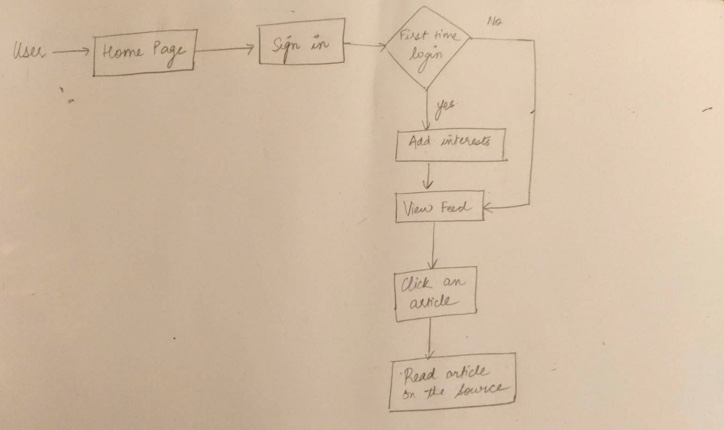 User
Home Page
Sign in
First time
login
No
yes
Add interests
View Feed
Click an
article
Read article
on the source